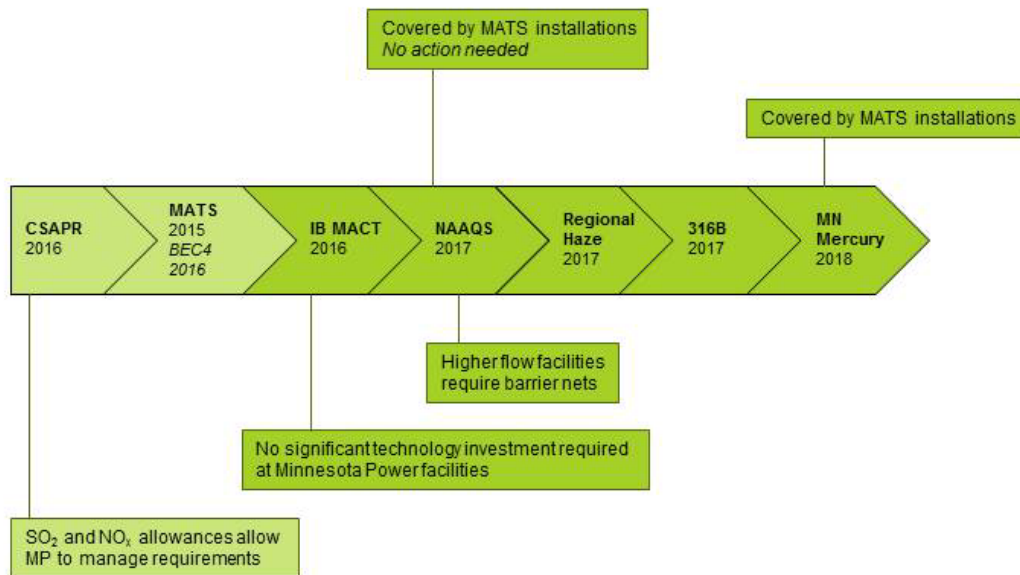 Covered by MATS installations
No action needed
Covered by MATS installations
CSAPR
2016
MATS
2015
BEC4
2016
IB MACT
2016
NAAQS
2017
Regional
Haze
2017
316B
2017
MN
Mercury
2018
Higher flow facilities
require barrier nets
No significant technology investment required
at Minnesota Power facilities
SO₂ and NOₓ allowances allow
MP to manage requirements